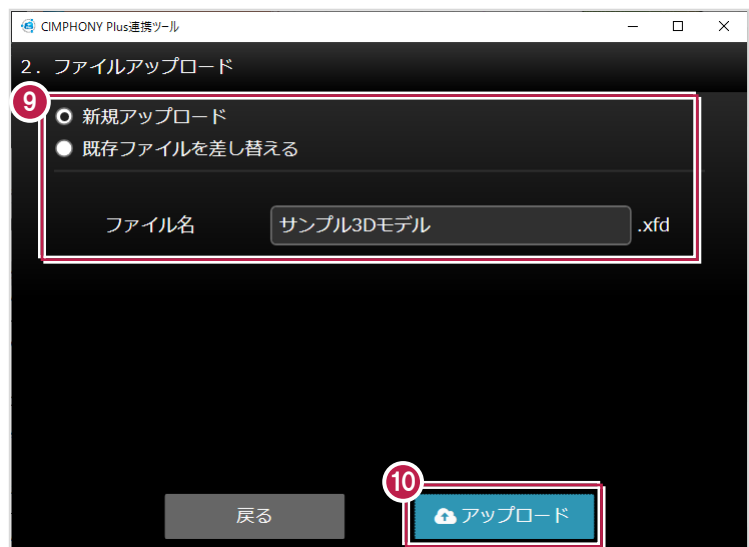 CIMPHONY Plus連携ツール
2．ファイルアップロード
9
新規アップロード
既存ファイルを差し替える
ファイル名 サンプル3Dモデル .xfd
10
戻る アップロード